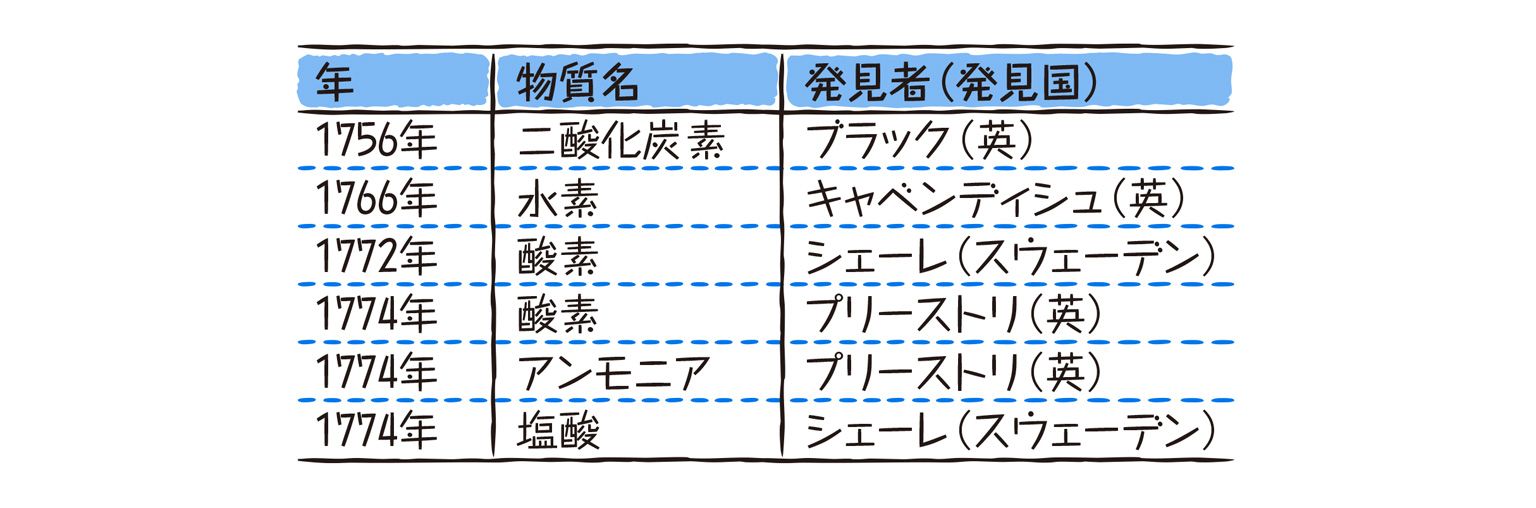 年 物質名 発見者(発見国)
1756年 二酸化炭素 ブラック(英)
1766年 水素 キャベンディシュ(英)
1772年 酸素 シェーレ(スウェーデン)
1774年 酸素 プリーストリ(英)
1774年 アンモニア プリーストリ(英)
1774年 塩酸 シェーレ(スウェーデン)